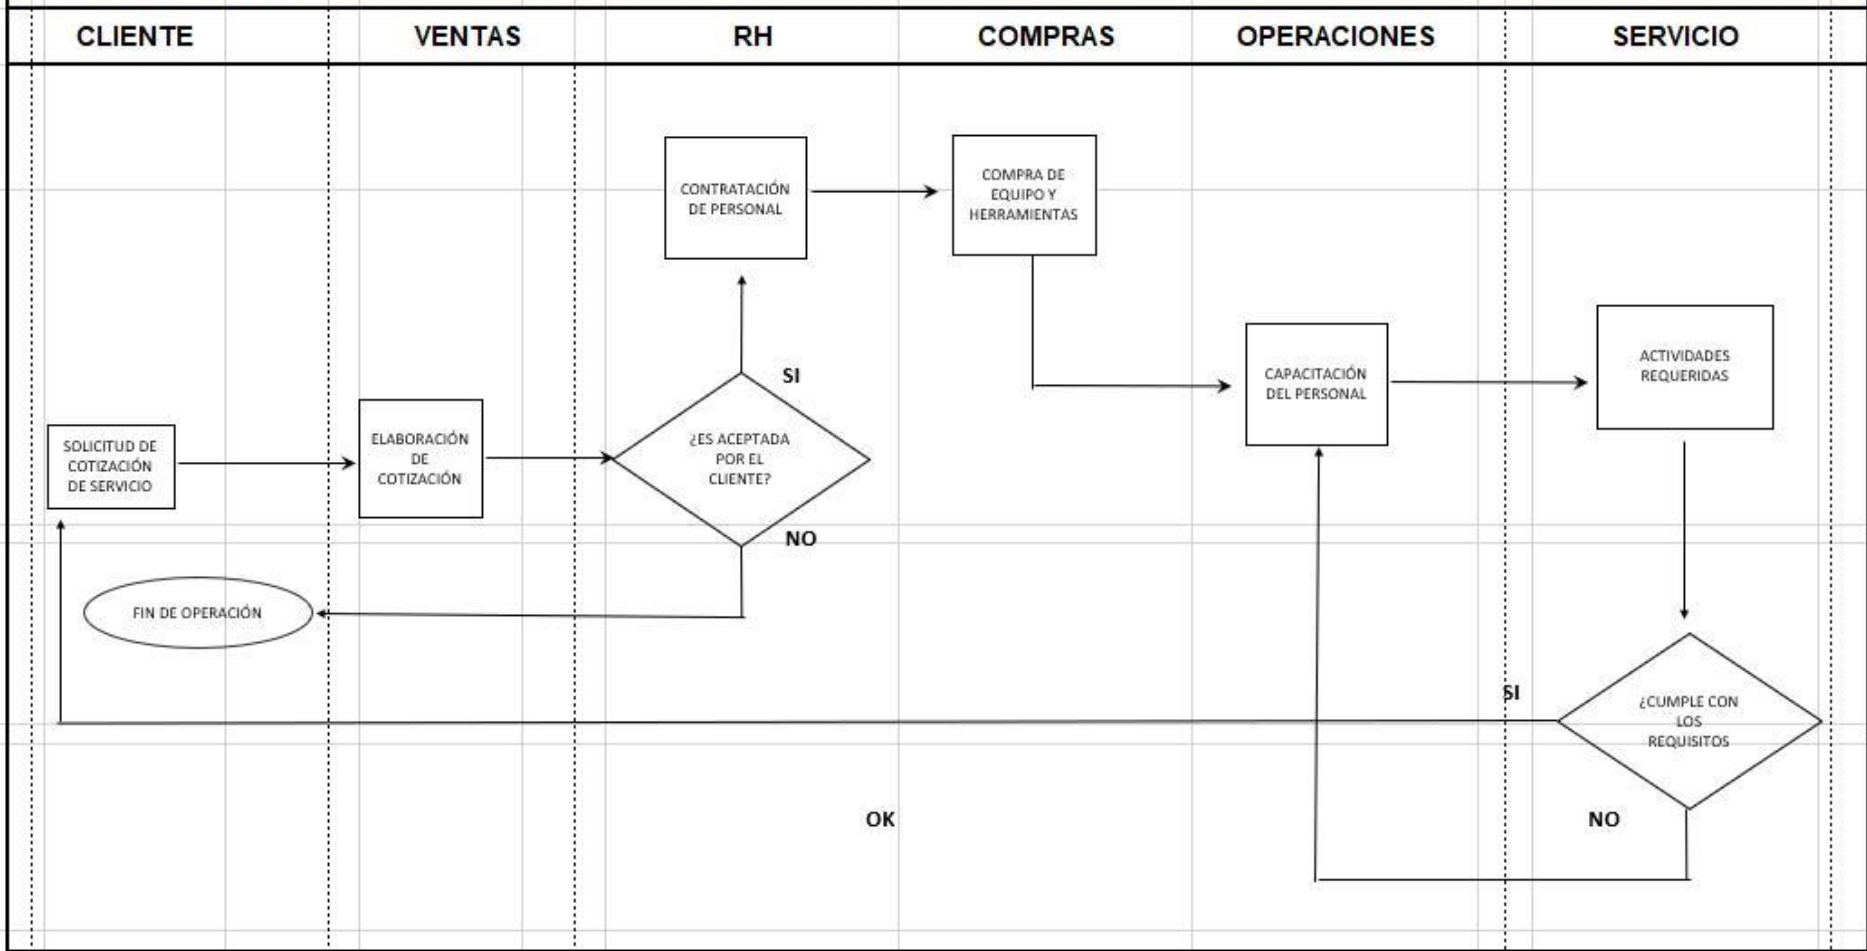 CLIENTE
VENTAS
RH
COMPRAS
OPERACIONES
SERVICIO
CONTRATACIÓN
DE PERSONAL
COMPRA DE
EQUIPO Y
HERRAMIENTAS
SI
SOLICITUD DE
COTIZACIÓN
DE SERVICIO
ELABORACIÓN
DE
COTIZACIÓN
¿ES ACEPTADA
POR EL
CLIENTE?
CAPACITACIÓN
DEL PERSONAL
ACTIVIDADES
REQUERIDAS
NO
FIN DE OPERACIÓN
SI
¿CUMPLE CON
LOS
REQUISITOS
OK
NO